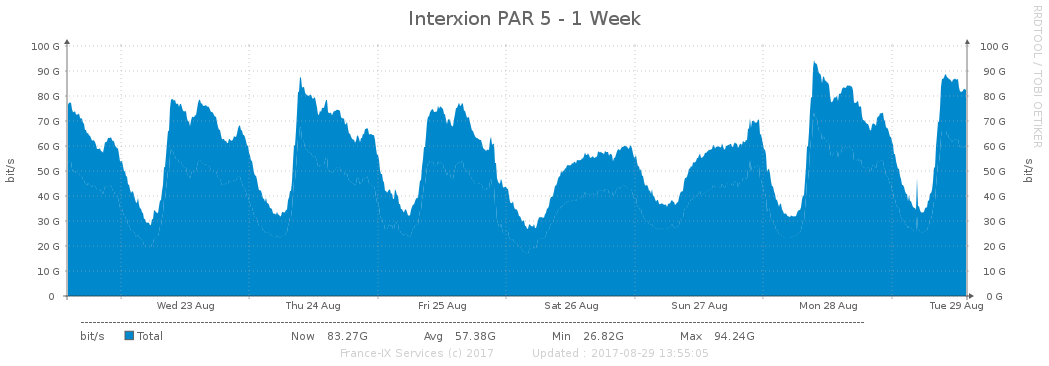 Interxion PAR 5 - 1 Week
RRDTOOL / TOBI OETIKER
100 G 100 G
90 G 90 G
80 G 80 G
70 G 70 G
60 G 60 G
50 G 50 G
40 G 40 G
30 G 30 G
20 G 20 G
10 G 10 G
0 0 G
bit/s bit/s
Wed 23 Aug Thu 24 Aug Fri 25 Aug Sat 26 Aug Sun 27 Aug Mon 28 Aug Tue 29 Aug
bit/s Total Now 83.27G Avg 57.38G Min 26.82G Max 94.24G
France-IX Services (c) 2017 Updated : 2017-08-29 13:55:05